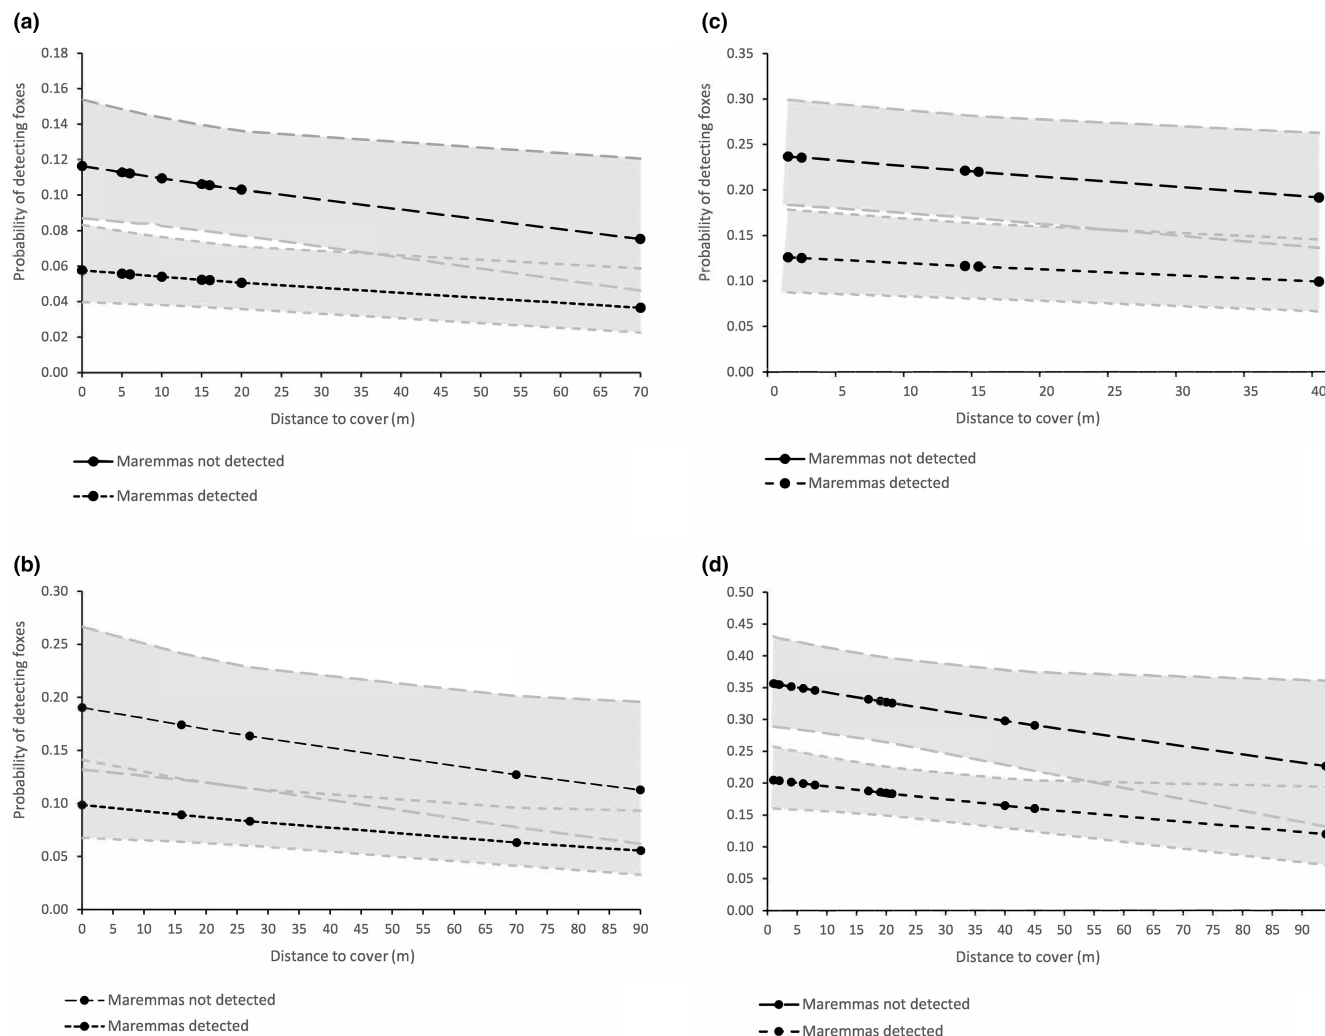 (a)
0.18
0.16
0.14
0.12
0.10
0.08
0.06
0.04
0.02
0.00
Probability of detecting foxes
0 5 10 15 20 25 30 35 40 45 50 55 60 65 70
Distance to cover (m)
Maremmas not detected
Maremmas detected
(c)
0.35
0.30
0.25
0.20
0.15
0.10
0.05
0.00
Probability of detecting foxes
0 5 10 15 20 25 30 35 40
Distance to cover (m)
Maremmas not detected
Maremmas detected
(b)
0.30
0.25
0.20
0.15
0.10
0.05
0.00
Probability of detecting foxes
0 5 10 15 20 25 30 35 40 45 50 55 60 65 70 75 80 85 90
Distance to cover (m)
Maremmas not detected
Maremmas detected
(d)
0.50
0.45
0.40
0.35
0.30
0.25
0.20
0.15
0.10
0.05
0.00
Probability of detecting foxes
0 5 10 15 20 25 30 35 40 45 50 55 60 65 70 75 80 85 90
Distance to cover (m)
Maremmas not detected
Maremmas detected